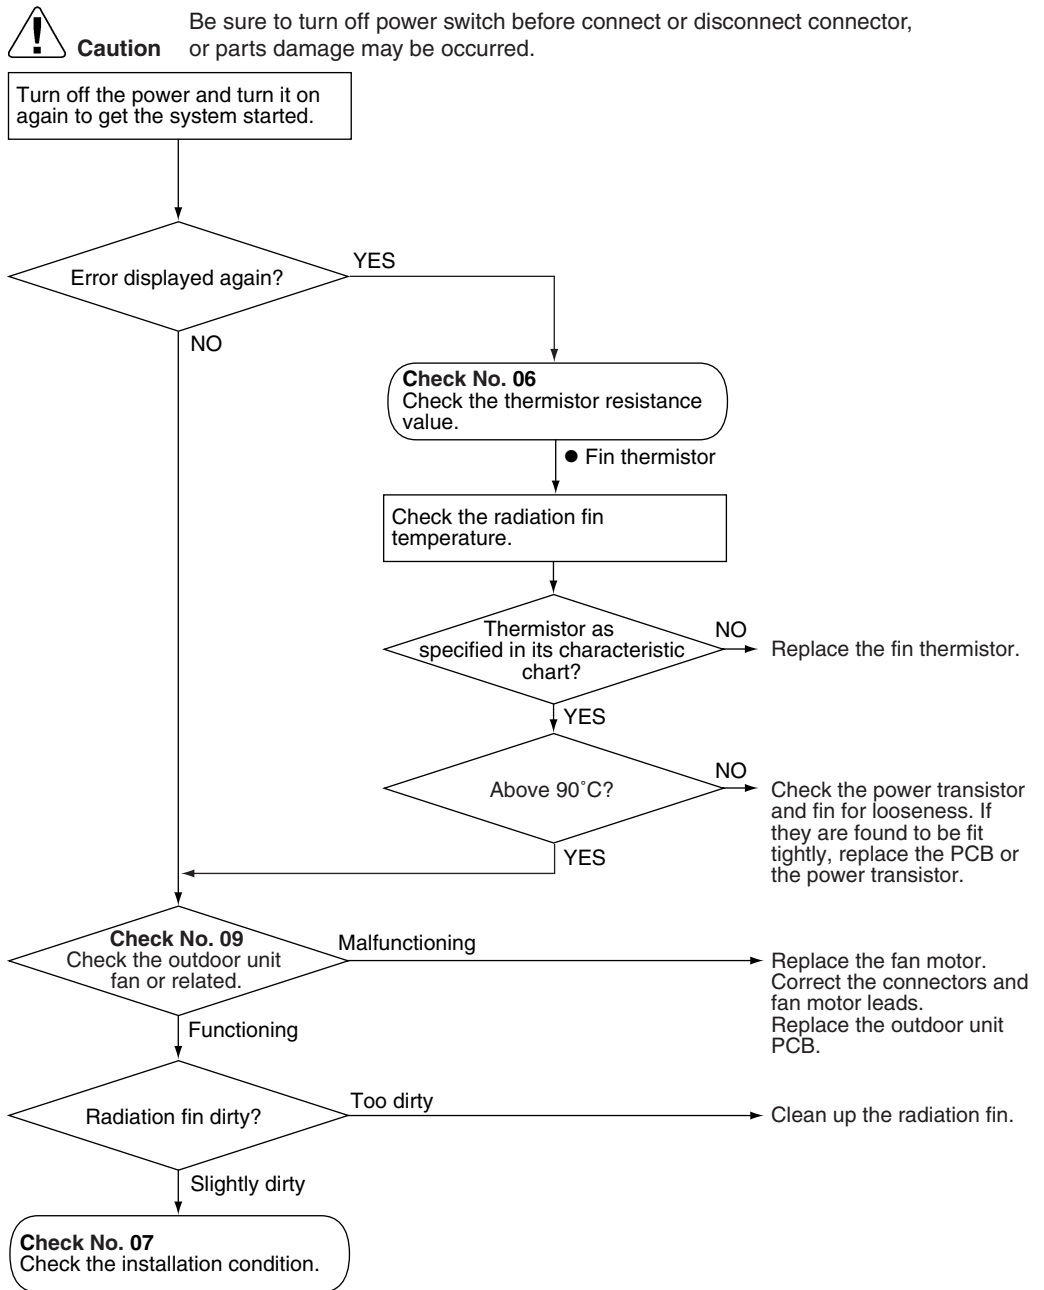 Be sure to turn off power switch before connect or disconnect connector,
Caution or parts damage may be occurred.
Turn off the power and turn it on
again to get the system started.
Error displayed again?
YES
NO
Check No. 06
Check the thermistor resistance
value.
● Fin thermistor
Check the radiation fin
temperature.
Thermistor as
specified in its characteristic
chart?
NO
Replace the fin thermistor.
YES
Above 90˚C?
NO
Check the power transistor
and fin for looseness. If
they are found to be fit
tightly, replace the PCB or
the power transistor.
YES
Check No. 09
Check the outdoor unit
fan or related.
Malfunctioning
Replace the fan motor.
Correct the connectors and
fan motor leads.
Replace the outdoor unit
PCB.
Functioning
Radiation fin dirty?
Too dirty
Clean up the radiation fin.
Slightly dirty
Check No. 07
Check the installation condition.